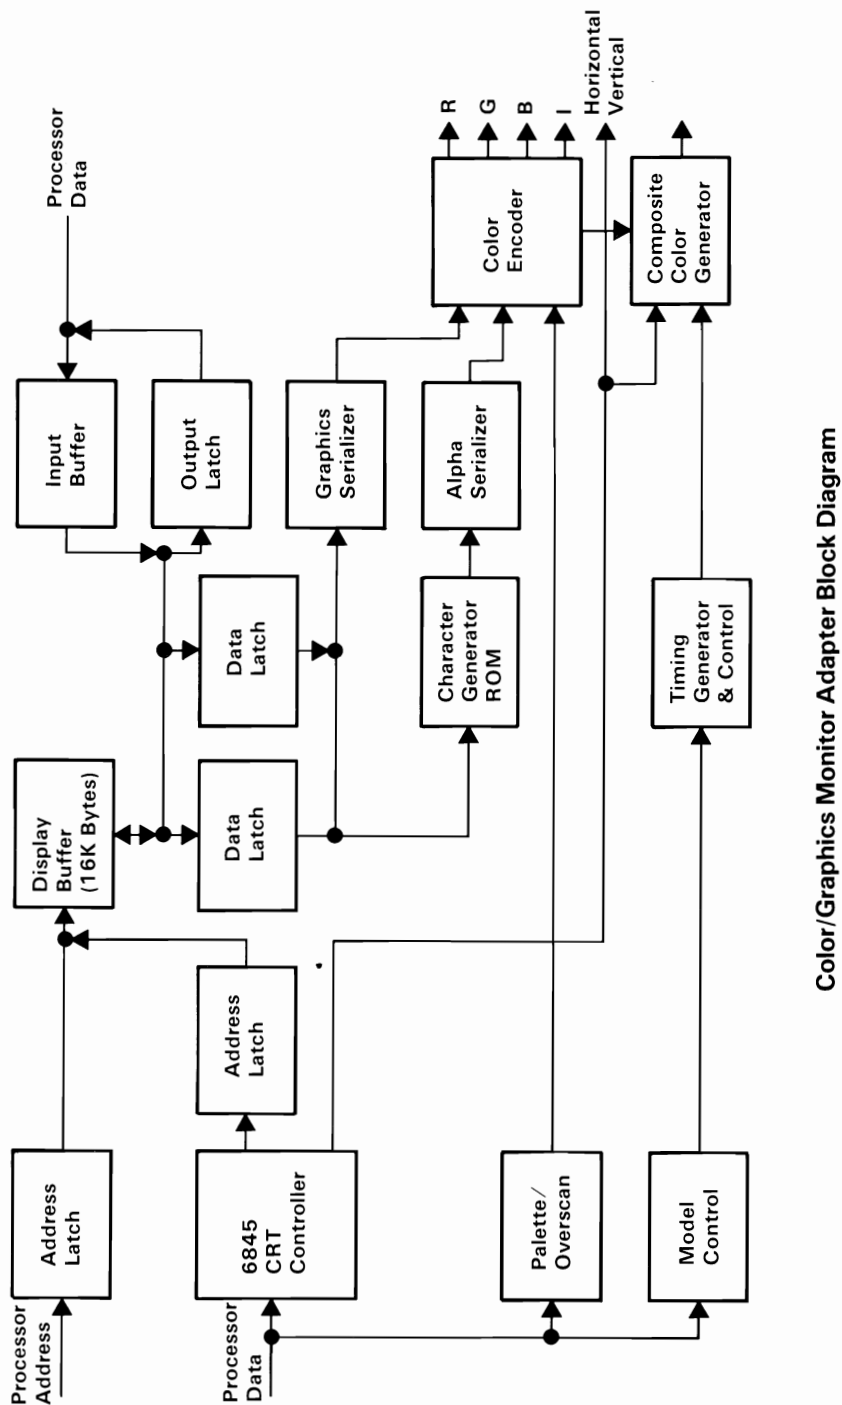 Processor
Address
Address
Latch
Display
Buffer
(16K Bytes)
Input
Buffer
Processor
Data
Output
Latch
Processor
Data
6845
CRT
Controller
Address
Latch
Data
Latch
Data
Latch
Graphics
Serializer
Character
Generator
ROM
Alpha
Serializer
Color
Encoder
R
G
B
I
Horizontal
Vertical
Palette/
Overscan
Composite
Color
Generator
Model
Control
Timing
Generator
& Control
Color/Graphics Monitor Adapter Block Diagram